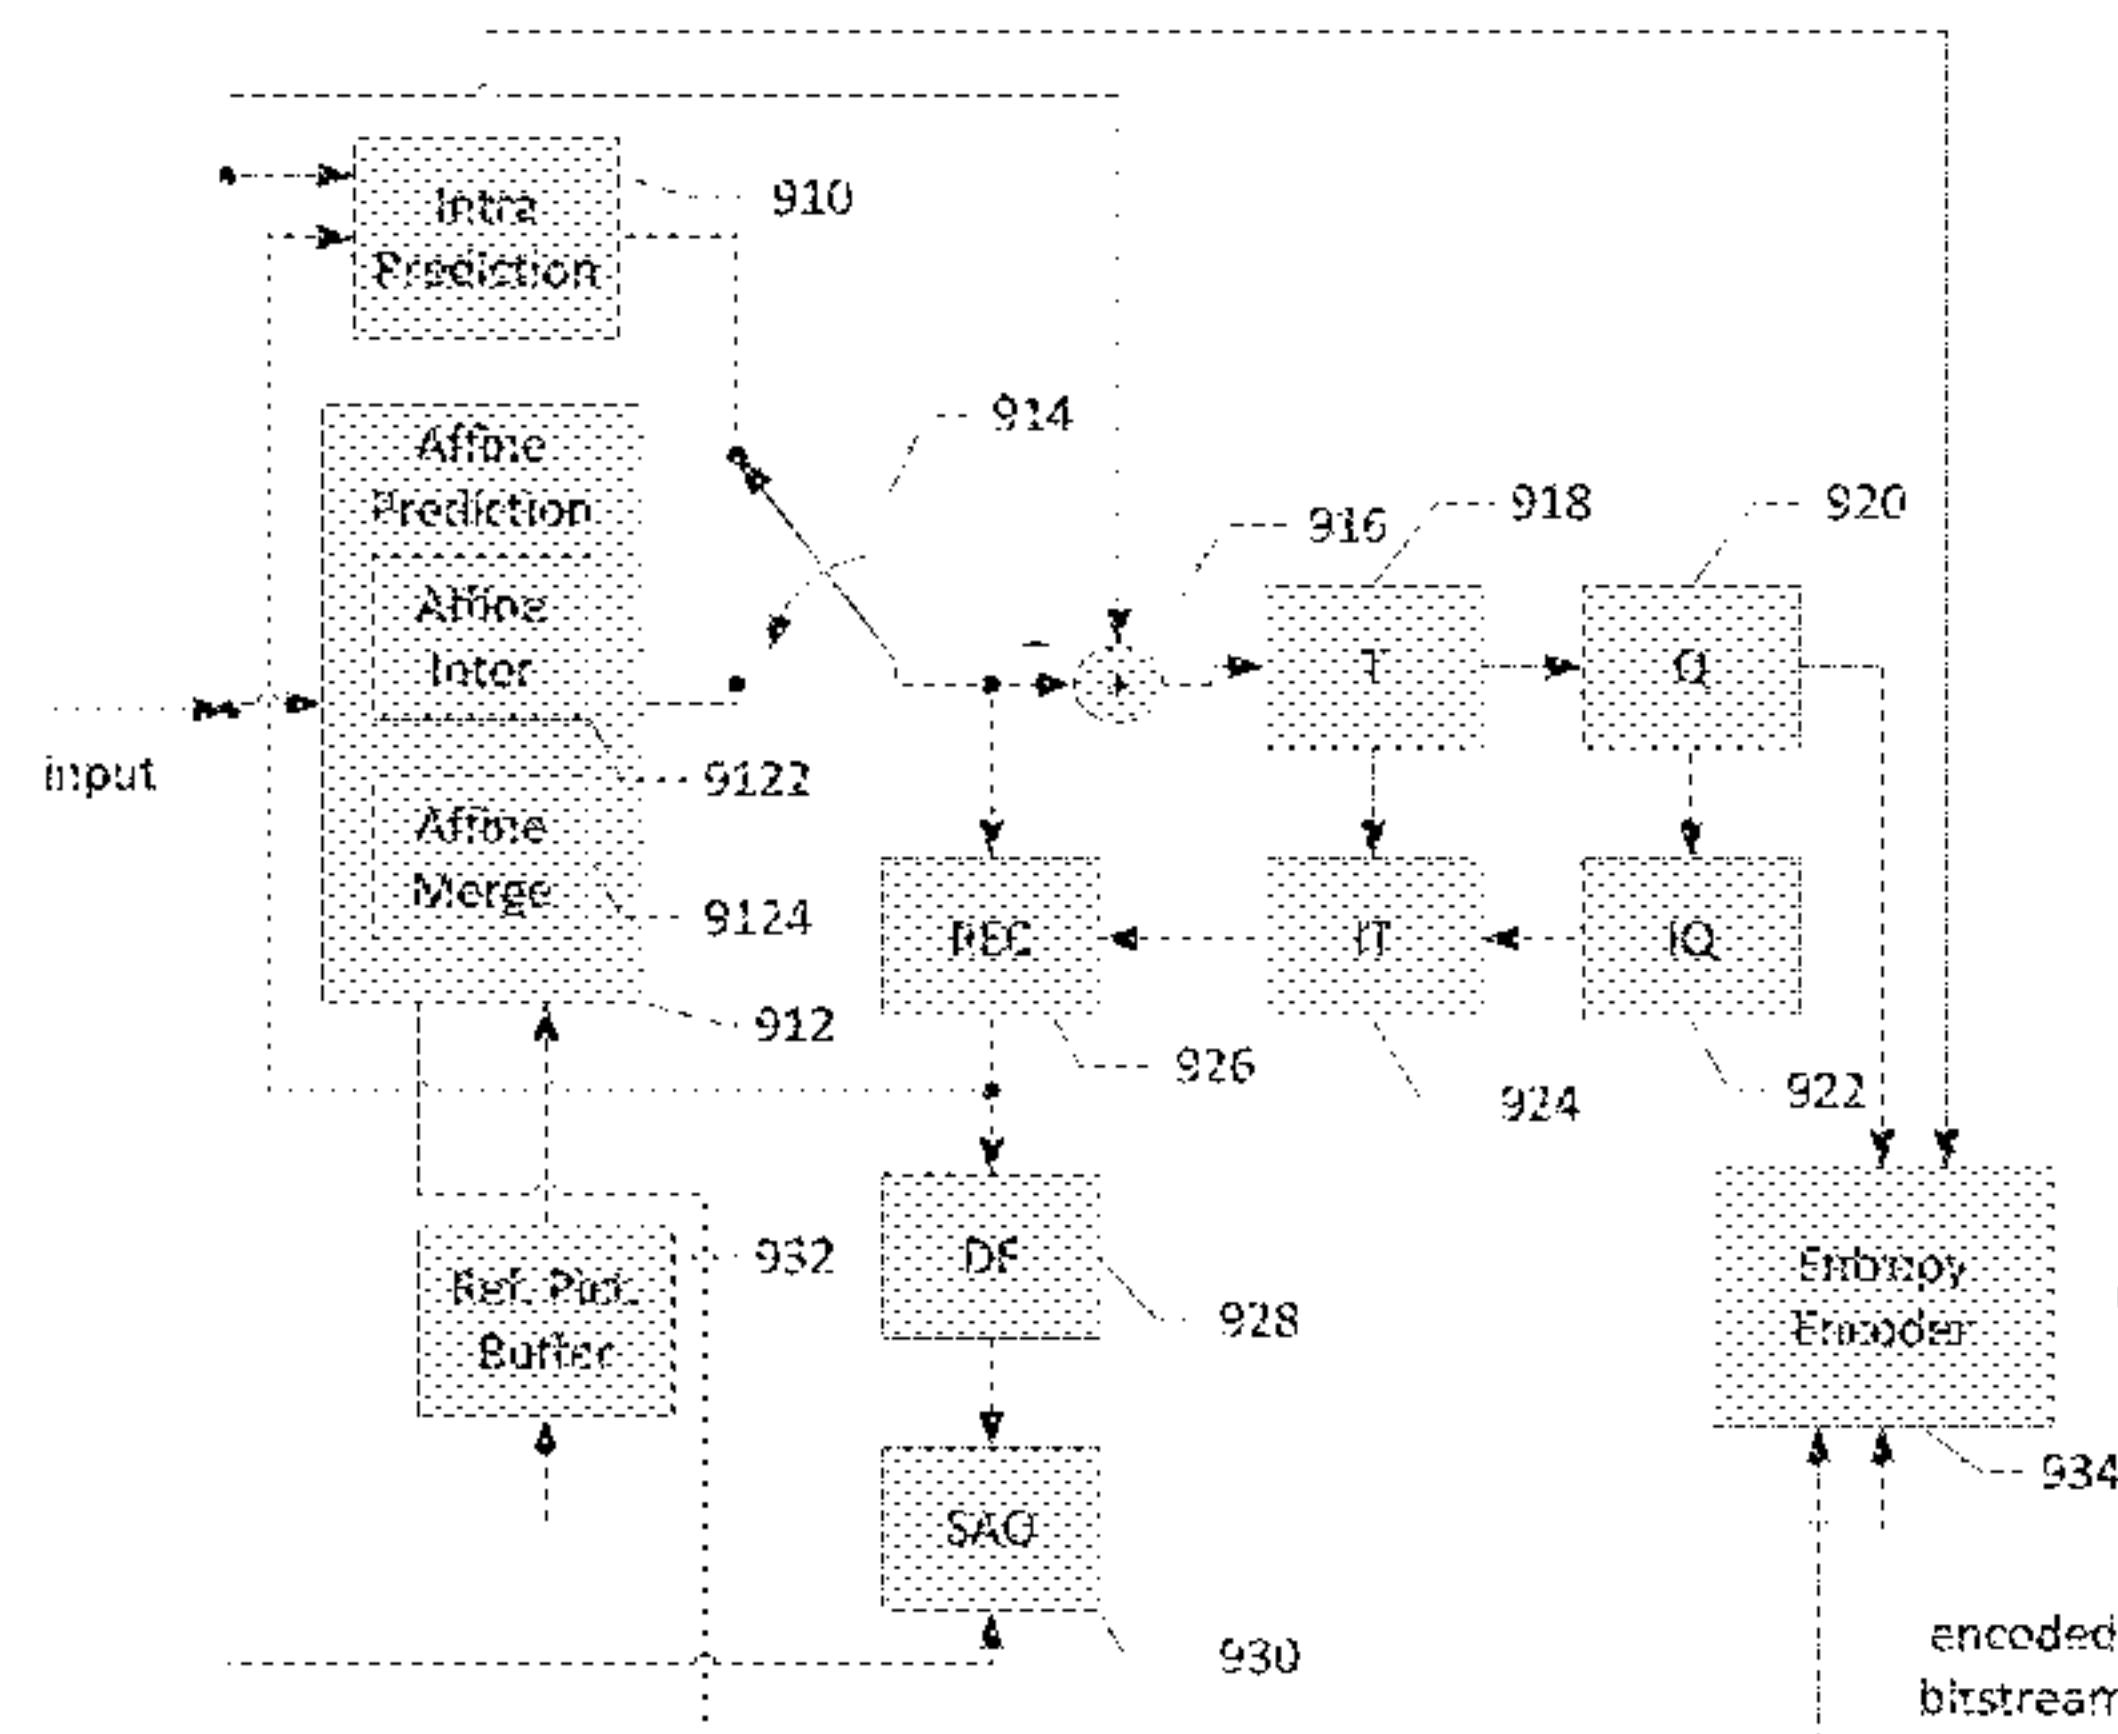 Intra
Prediction
910
Affine
Prediction
914
Affine
Inter
916
918
920
T
Q
input
9122
Affine
Merge
9124
REC
IT
IQ
912
926
924
922
932
DF
Ref. Pict.
Buffer
928
Entropy
Encoder
934
SAO
930
encoded
bitstream